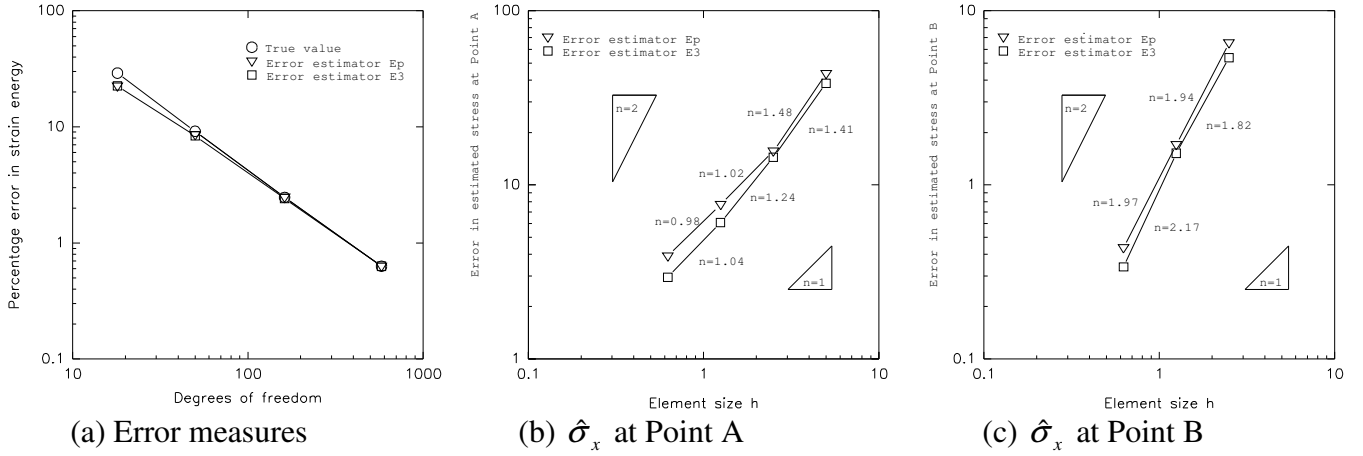 100
10
1
0.1
10
100
1000
Percentage error in strain energy
Degrees of freedom
True value
Error estimator Ep
Error estimator E3
(a) Error measures
100
10
1
0.1
1
10
Error in estimated stress at Point A
Element size h
Error estimator Ep
Error estimator E3
n=2
n=1.48
n=1.41
n=1.02
n=1.24
n=0.98
n=1.04
n=1
(b) σ̂x at Point A
10
1
0.1
0.1
1
10
Error in estimated stress at Point B
Element size h
Error estimator Ep
Error estimator E3
n=2
n=1.94
n=1.82
n=1.97
n=2.17
n=1
(c) σ̂x at Point B